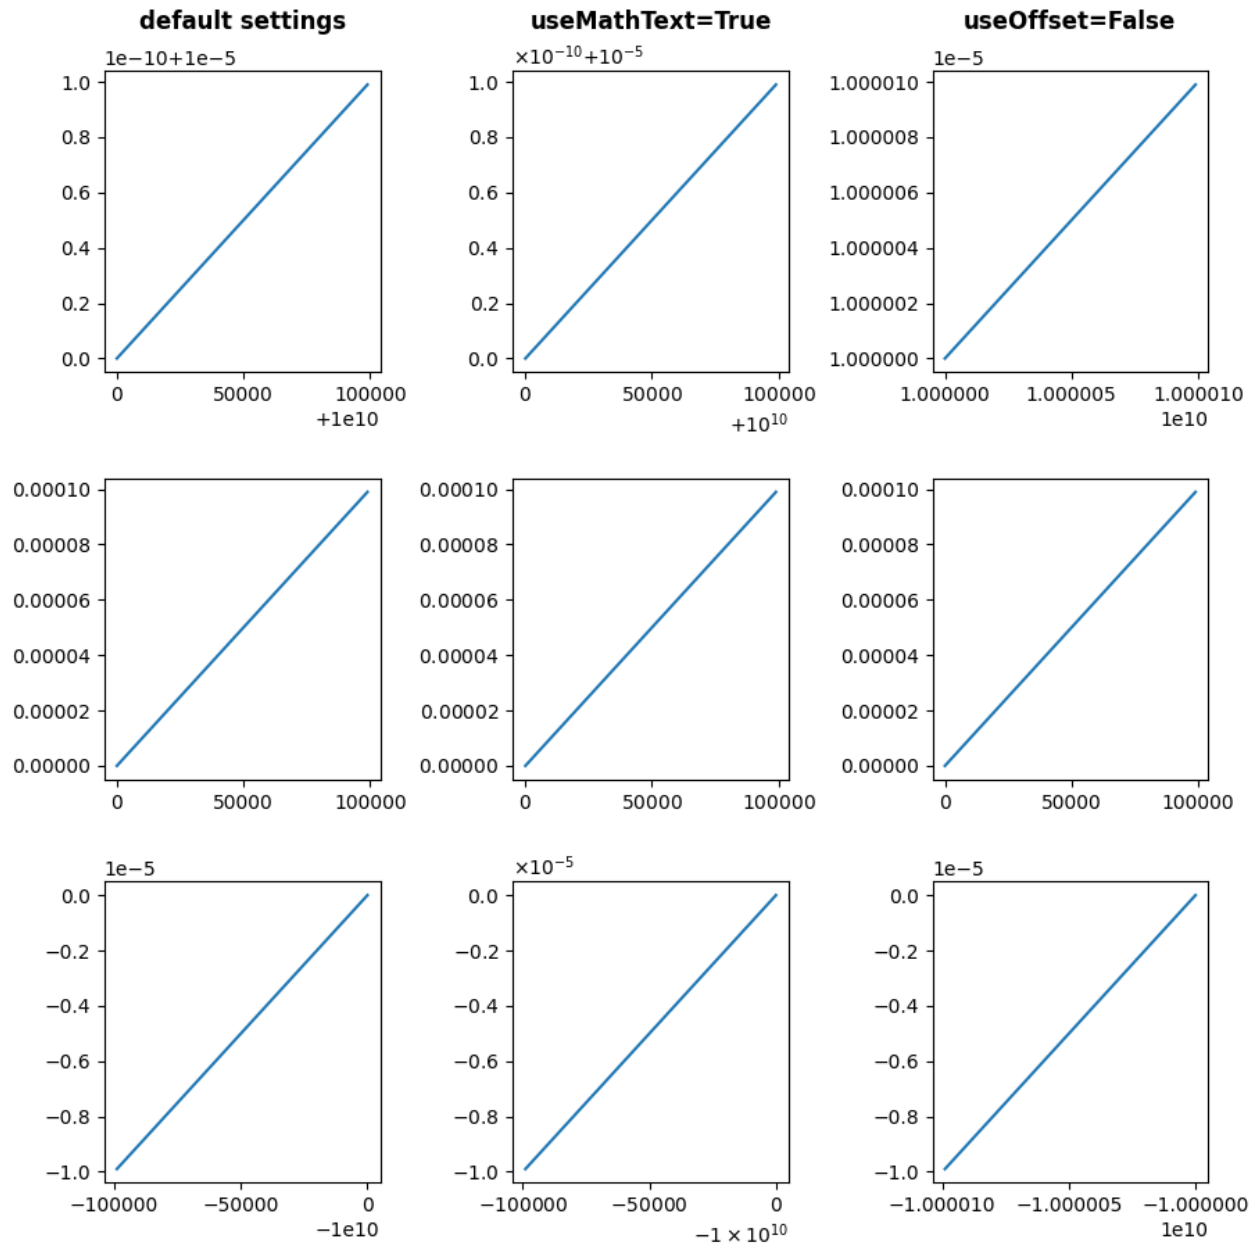 default settings useMathText=True useOffset=False
1e−10+1e−5 ×10⁻¹⁰+10⁻⁵ 1e−5
1.0 1.0 1.000010
0.8 0.8 1.000008
0.6 0.6 1.000006
0.4 0.4 1.000004
0.2 0.2 1.000002
0.0 0.0 1.000000
0 50000 100000 0 50000 100000 1.000000 1.000005 1.000010
+1e10 +10¹⁰ 1e10
0.00010 0.00010 0.00010
0.00008 0.00008 0.00008
0.00006 0.00006 0.00006
0.00004 0.00004 0.00004
0.00002 0.00002 0.00002
0.00000 0.00000 0.00000
0 50000 100000 0 50000 100000 0 50000 100000
1e−5 ×10⁻⁵ 1e−5
0.0 0.0 0.0
−0.2 −0.2 −0.2
−0.4 −0.4 −0.4
−0.6 −0.6 −0.6
−0.8 −0.8 −0.8
−1.0 −1.0 −1.0
−100000 −50000 0 −100000 −50000 0 −1.000010 −1.000005 −1.000000
−1e10 −1 × 10¹⁰ 1e10